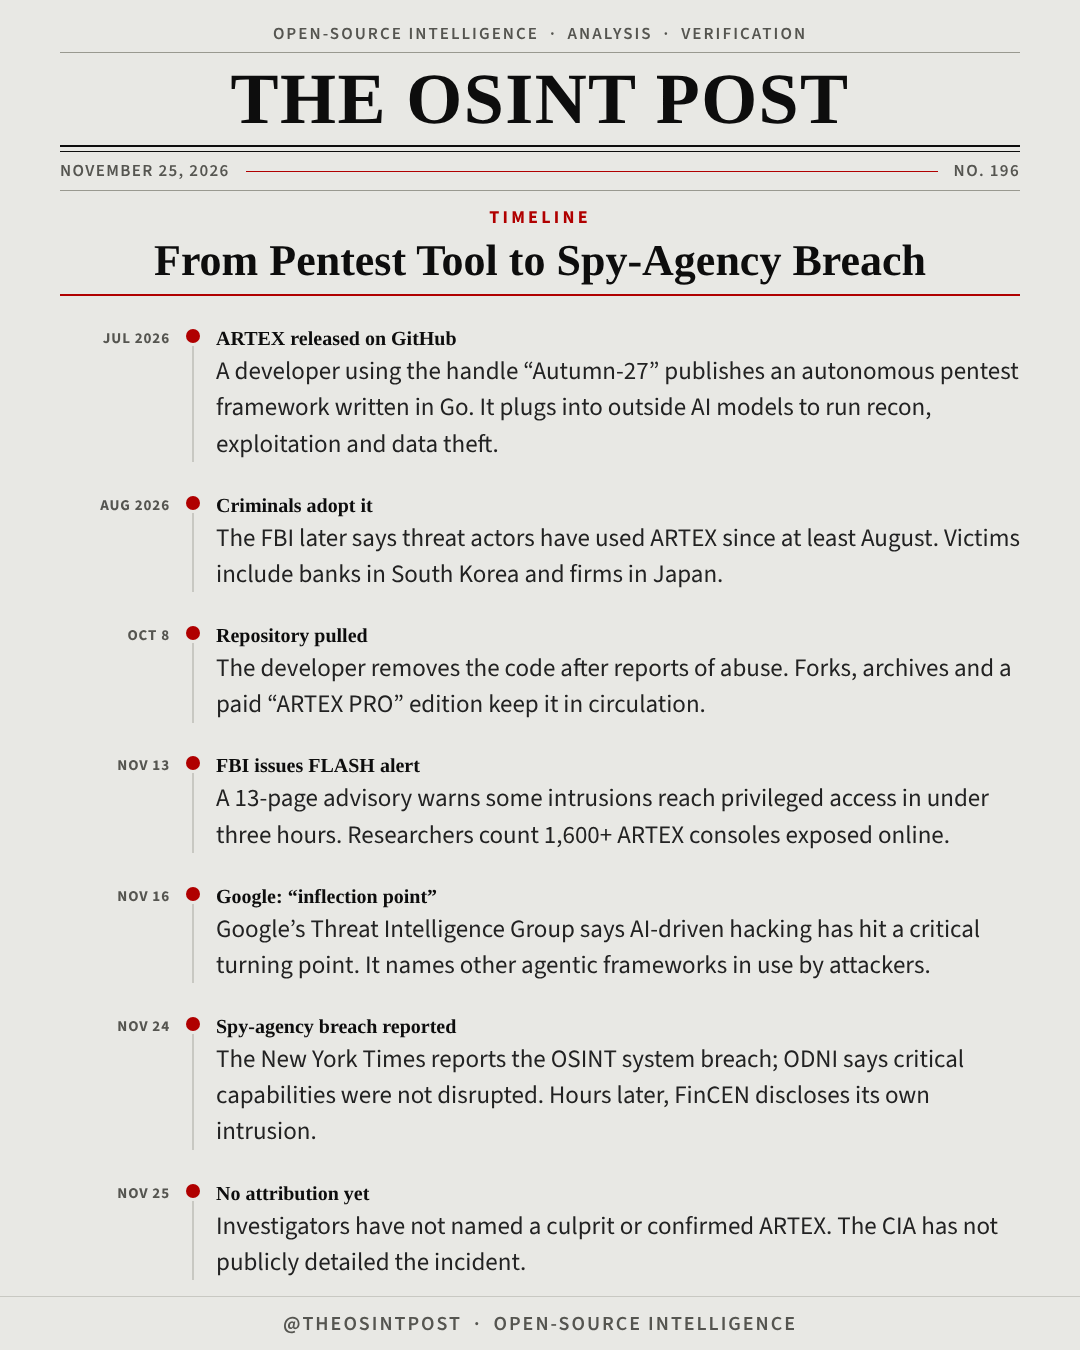 OPEN-SOURCE INTELLIGENCE · ANALYSIS · VERIFICATION
THE OSINT POST
NOVEMBER 25, 2026 NO. 196
TIMELINE
From Pentest Tool to Spy-Agency Breach
JUL 2026 ARTEX released on GitHub
A developer using the handle “Autumn-27” publishes an autonomous pentest
framework written in Go. It plugs into outside AI models to run recon,
exploitation and data theft.
AUG 2026 Criminals adopt it
The FBI later says threat actors have used ARTEX since at least August. Victims
include banks in South Korea and firms in Japan.
OCT 8 Repository pulled
The developer removes the code after reports of abuse. Forks, archives and a
paid “ARTEX PRO” edition keep it in circulation.
NOV 13 FBI issues FLASH alert
A 13-page advisory warns some intrusions reach privileged access in under
three hours. Researchers count 1,600+ ARTEX consoles exposed online.
NOV 16 Google: “inflection point”
Google’s Threat Intelligence Group says AI-driven hacking has hit a critical
turning point. It names other agentic frameworks in use by attackers.
NOV 24 Spy-agency breach reported
The New York Times reports the OSINT system breach; ODNI says critical
capabilities were not disrupted. Hours later, FinCEN discloses its own
intrusion.
NOV 25 No attribution yet
Investigators have not named a culprit or confirmed ARTEX. The CIA has not
publicly detailed the incident.
@THEOSINTPOST · OPEN-SOURCE INTELLIGENCE